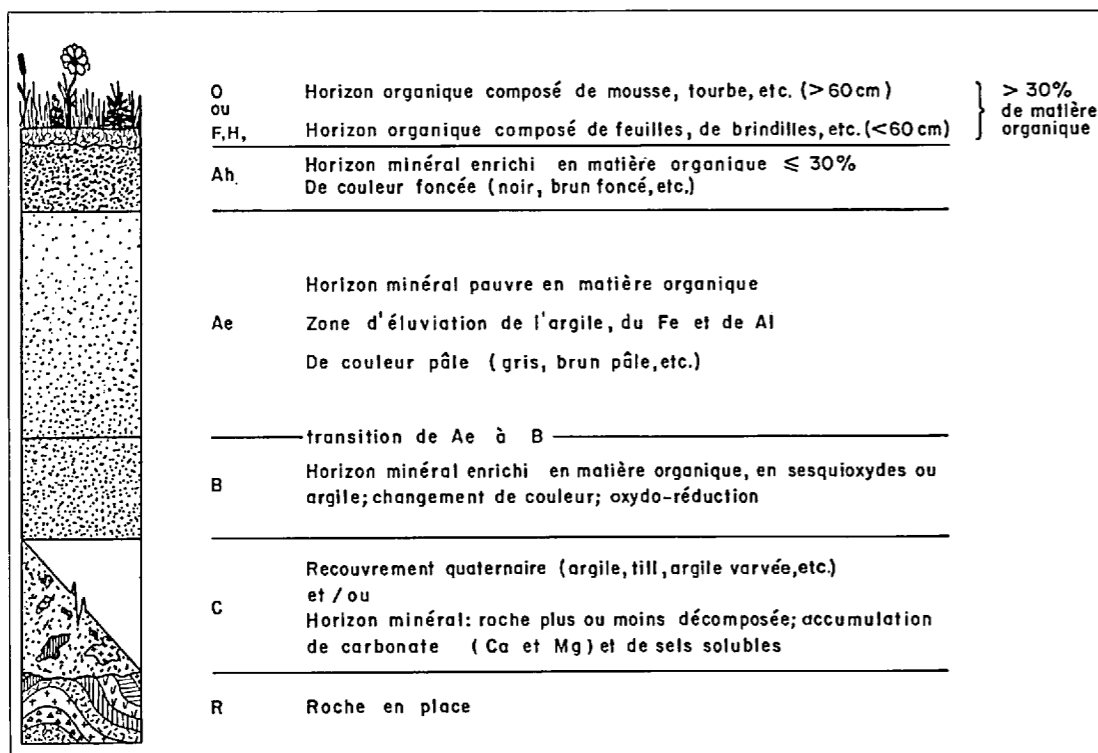 O Horizon organique composé de mousse, tourbe, etc. (> 60 cm)
ou
F,H, Horizon organique composé de feuilles, de brindilles, etc. (<60 cm)
> 30%
de matière
organique
Ah. Horizon minéral enrichi en matière organique ≤ 30%
De couleur foncée (noir, brun foncé, etc.)
Horizon minéral pauvre en matière organique
Ae Zone d'éluviation de l'argile, du Fe et de Al
De couleur pâle (gris, brun pâle, etc.)
transition de Ae à B
B Horizon minéral enrichi en matière organique, en sesquioxydes ou
argile; changement de couleur; oxydo-réduction
Recouvrement quaternaire (argile, till, argile varvée, etc.)
et / ou
C Horizon minéral: roche plus ou moins décomposée; accumulation
de carbonate (Ca et Mg) et de sels solubles
R Roche en place